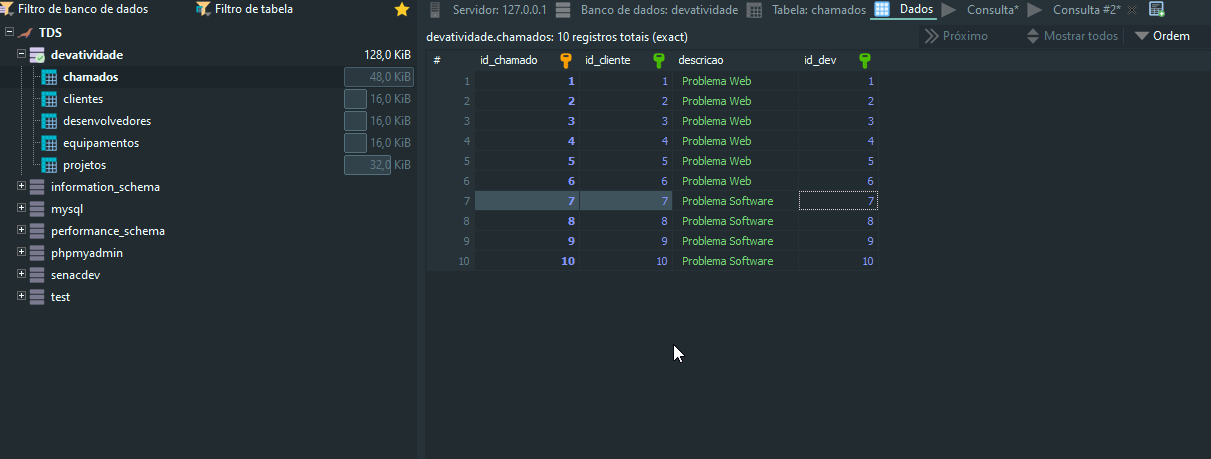 Filtro de banco de dados Filtro de tabela
Servidor: 127.0.0.1 Banco de dados: devatividade Tabela: chamados Dados Consulta* Consulta #2*
TDS
devatividade 128,0 KiB
chamados 48,0 KiB
clientes 16,0 KiB
desenvolvedores 16,0 KiB
equipamentos 16,0 KiB
projetos 32,0 KiB
information_schema
mysql
performance_schema
phpmyadmin
senacdev
test
devatividade.chamados: 10 registros totais (exact) Próximo Mostrar todos Ordem
# id_chamado id_cliente descricao id_dev
1 1 1 Problema Web 1
2 2 2 Problema Web 2
3 3 3 Problema Web 3
4 4 4 Problema Web 4
5 5 5 Problema Web 5
6 6 6 Problema Web 6
7 7 7 Problema Software 7
8 8 8 Problema Software 8
9 9 9 Problema Software 9
10 10 10 Problema Software 10